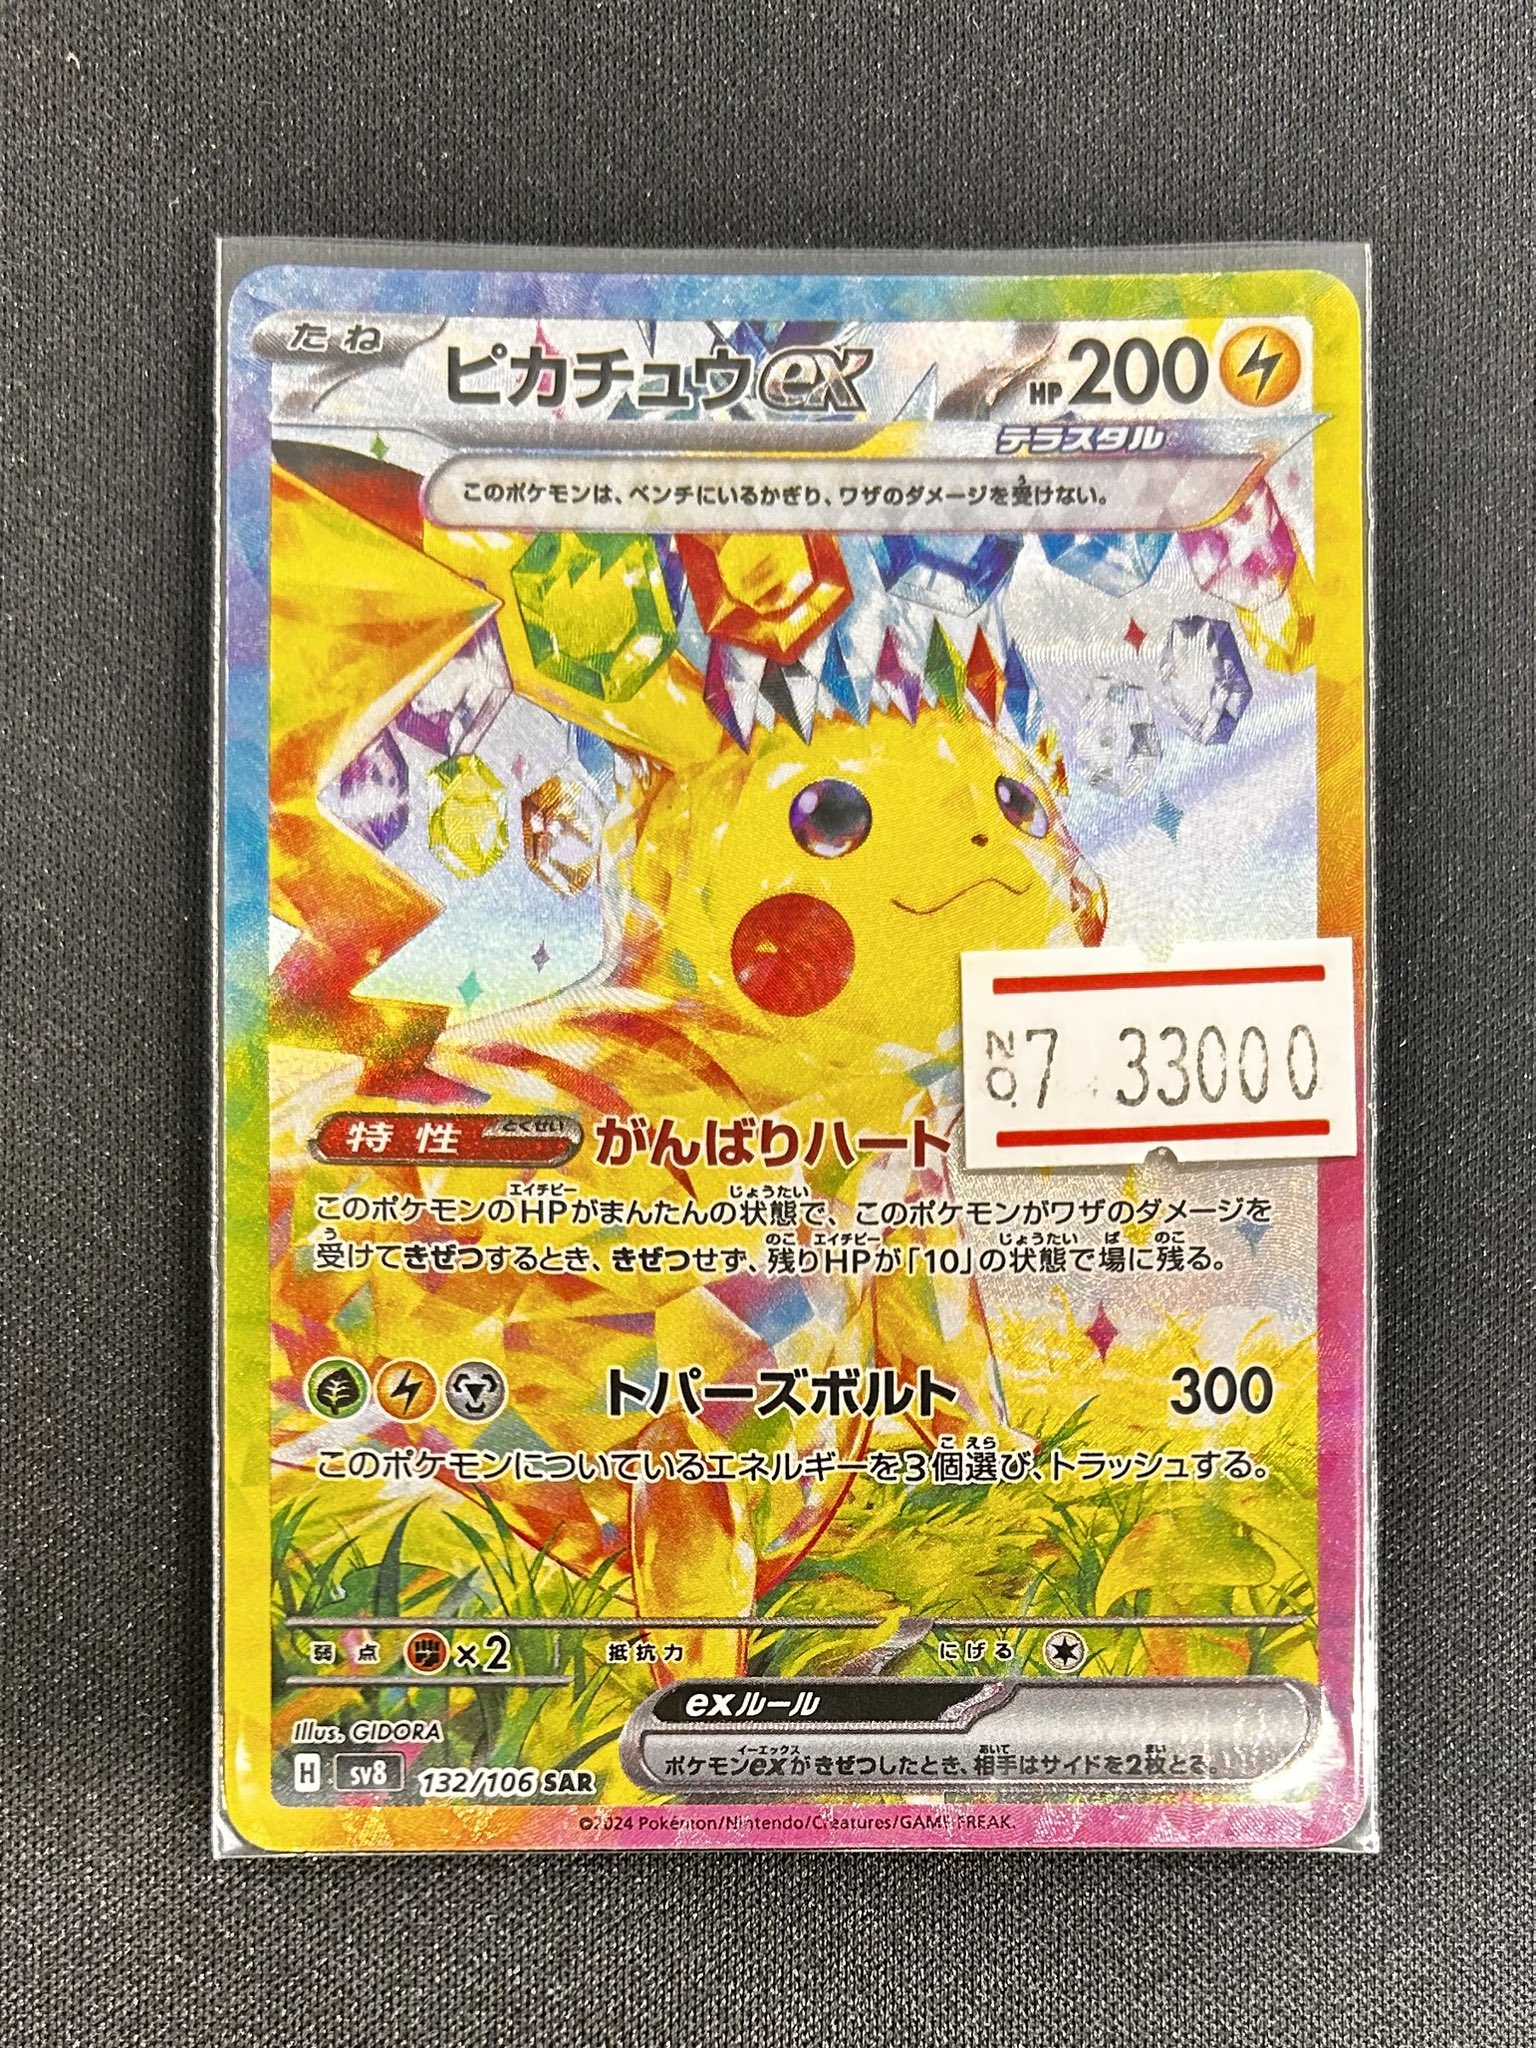 たね
ピカチュウex
HP 200
テラスタル
このポケモンは、ベンチにいるかぎり、ワザのダメージを受けない。
No.7 33000
特性 とくせい がんばりハート
このポケモンのHPがまんたんの状態で、このポケモンがワザのダメージを
受けてきぜつするとき、きぜつせず、残りHPが「10」の状態で場に残る。
トパーズボルト 300
このポケモンについているエネルギーを3個選び、トラッシュする。
弱点 ×2 抵抗力 にげる
exルール
ポケモンexがきぜつしたとき、相手はサイドを2枚とる。
Illus. GIDORA
H sv8 132/106 SAR
©2024 Pokémon/Nintendo/Creatures/GAME FREAK.